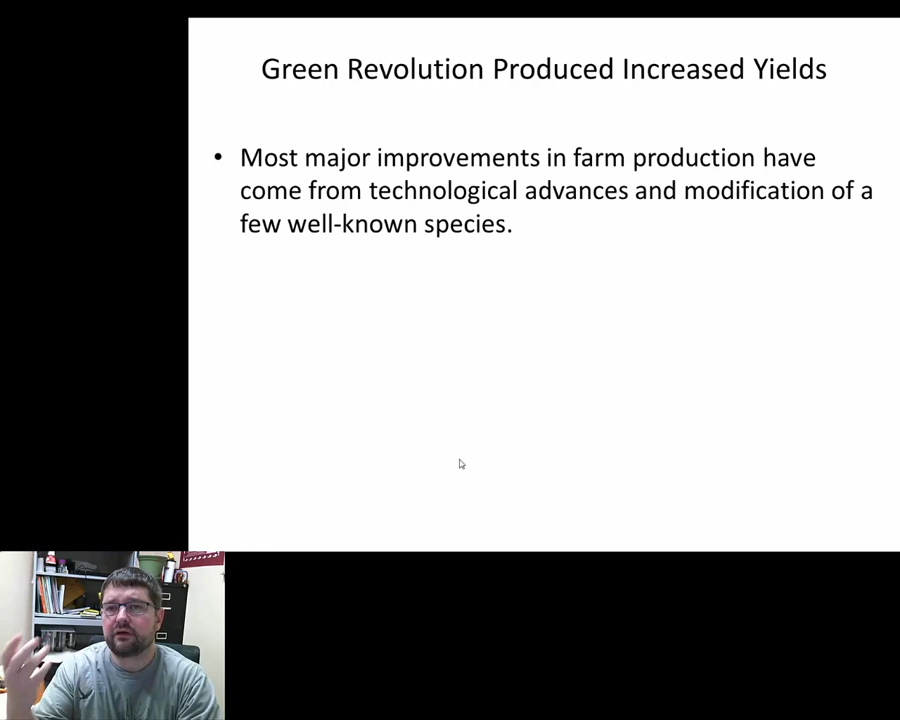 Green Revolution Produced Increased Yields
• Most major improvements in farm production have
come from technological advances and modification of a
few well-known species.